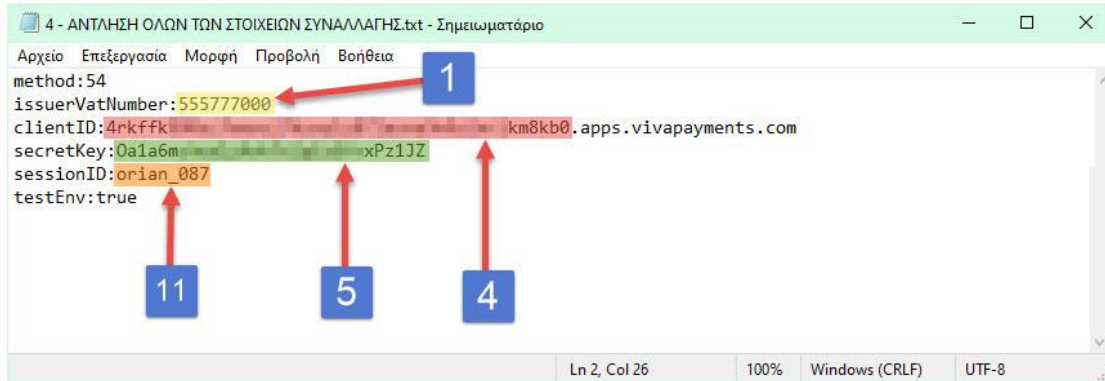 4 - ΑΝΤΛΗΣΗ ΟΛΩΝ ΤΩΝ ΣΤΟΙΧΕΙΩΝ ΣΥΝΑΛΛΑΓΗΣ.txt - Σημειωματάριο
Αρχείο Επεξεργασία Μορφή Προβολή Βοήθεια
1
method:54
issuerVatNumber:555777000
clientID:4rkffk km8kb0.apps.vivapayments.com
secretKey:0a1a6m xPz1JZ
sessionID:orian_087
testEnv:true
11 5 4
Ln 2, Col 26 100% Windows (CRLF) UTF-8